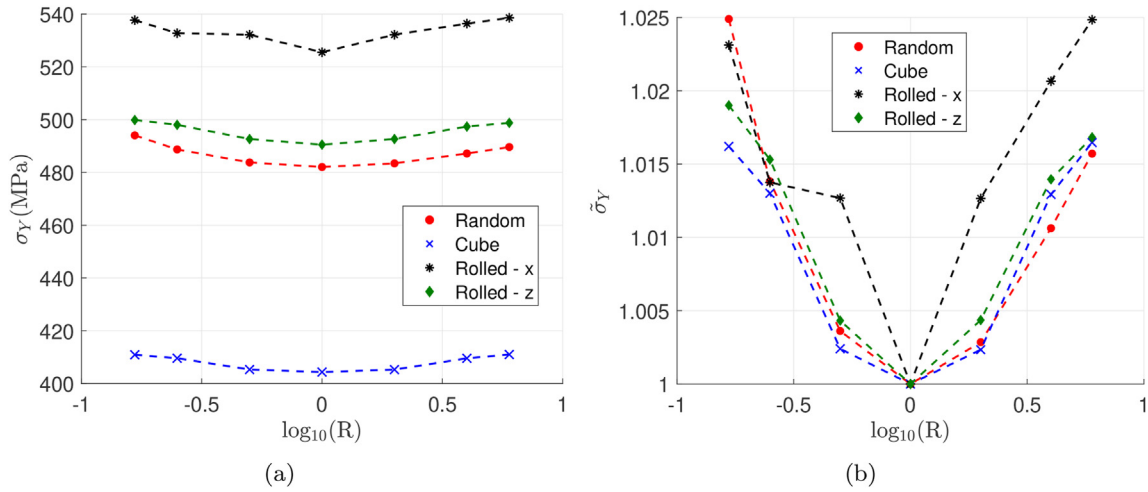 540
520
500
480
460
440
420
400
σ_Y (MPa)
Random
Cube
Rolled - x
Rolled - z
-1
-0.5
0
0.5
1
log₁₀(R)
(a)
1.025
1.02
1.015
1.01
1.005
1
σ̃_Y
Random
Cube
Rolled - x
Rolled - z
-1
-0.5
0
0.5
1
log₁₀(R)
(b)